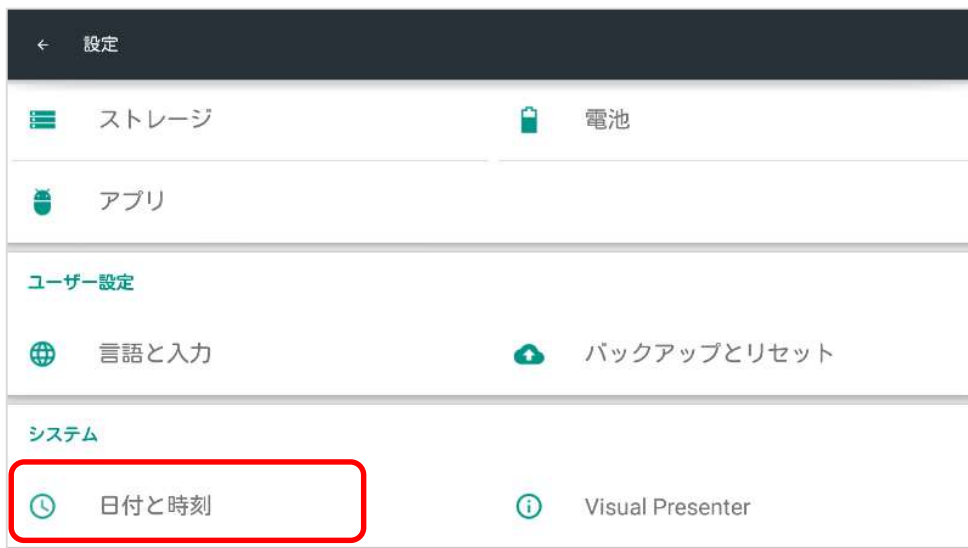 設定
ストレージ
電池
アプリ
ユーザー設定
言語と入力
バックアップとリセット
システム
日付と時刻
Visual Presenter